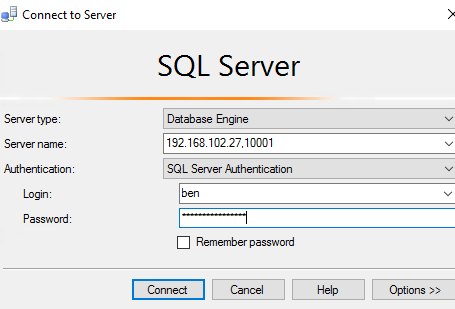 Connect to Server
SQL Server
Server type: Database Engine
Server name: 192.168.102.27,10001
Authentication: SQL Server Authentication
Login: ben
Password: ****************
Remember password
Connect Cancel Help Options >>